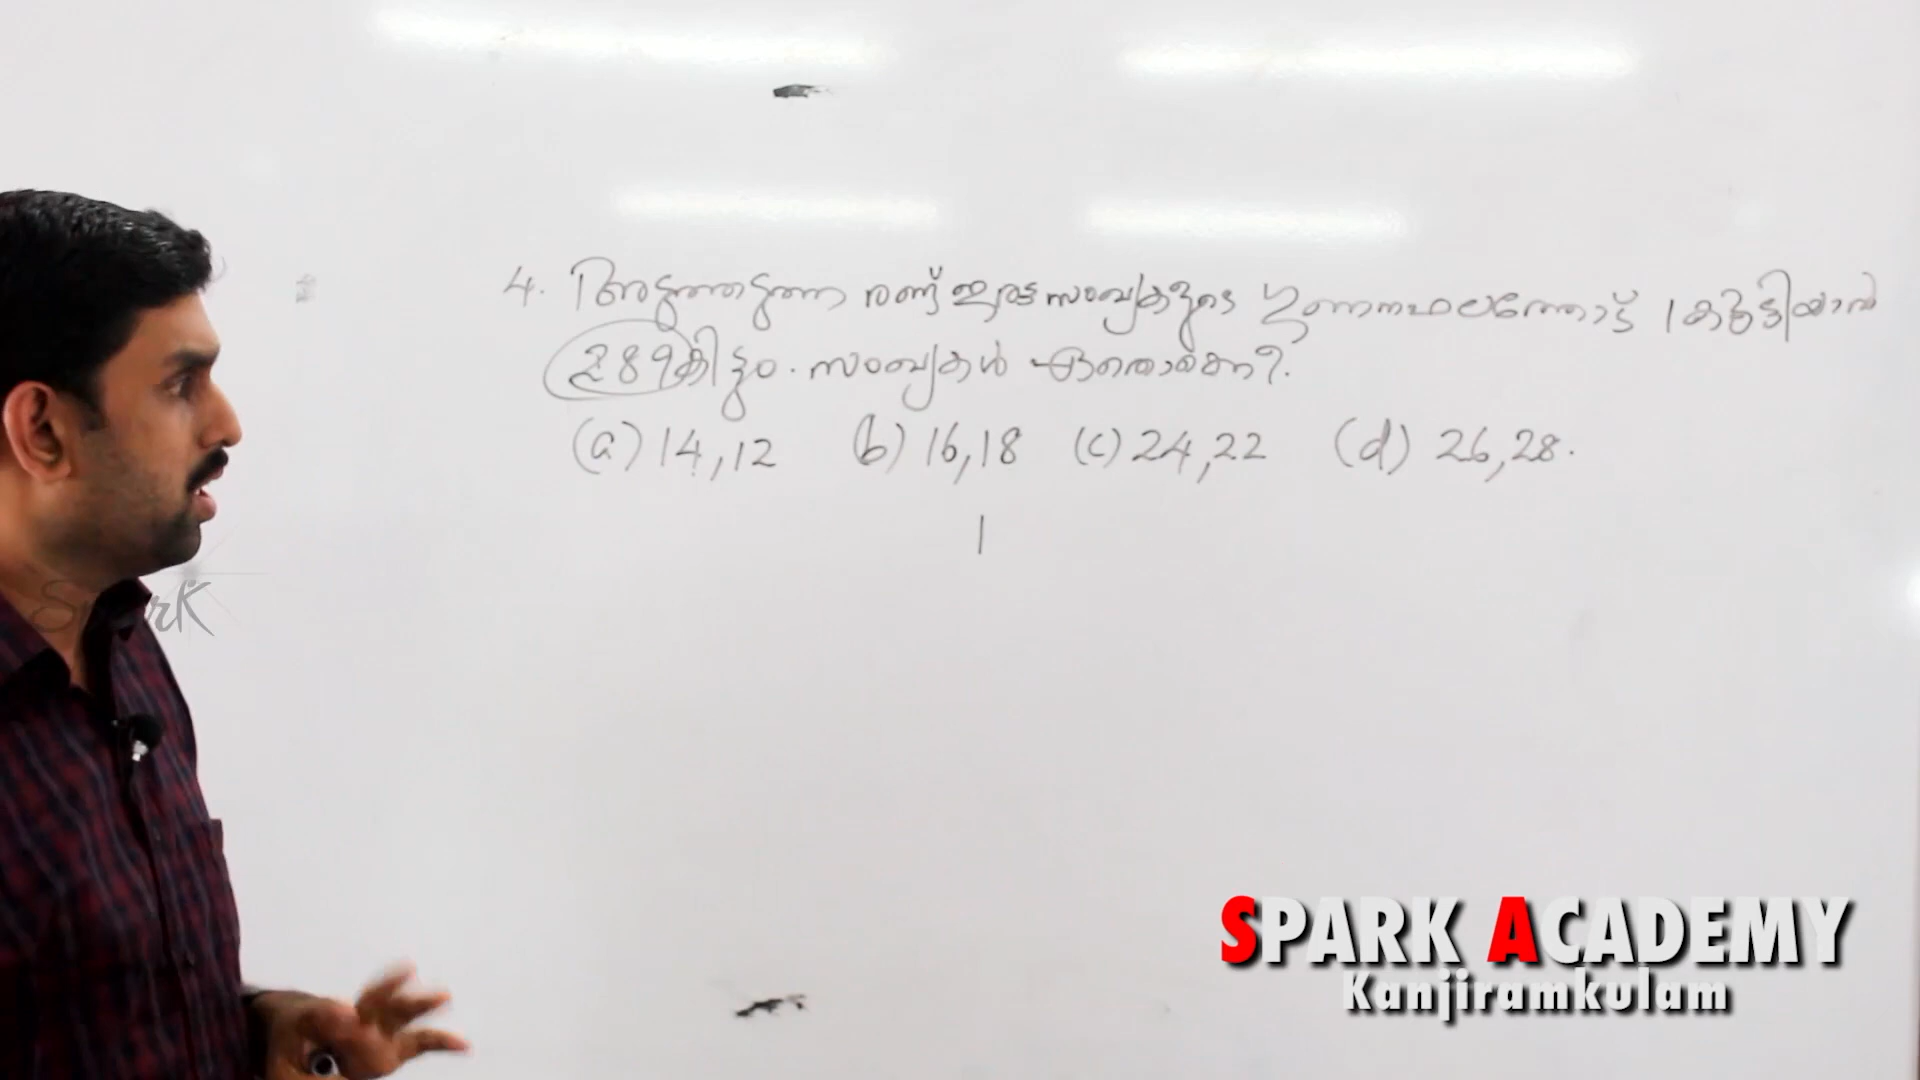 4. അടുത്തടുത്ത രണ്ട് ഇരട്ട സംഖ്യകളുടെ ഗുണനഫലത്തോട് 1 കൂട്ടിയാൽ
289 കിട്ടും. സംഖ്യകൾ ഏതൊക്കെ?
(a) 14,12 (b) 16,18 (c) 24,22 (d) 26,28.
1
Spark
SPARK ACADEMY
Kanjiramkulam